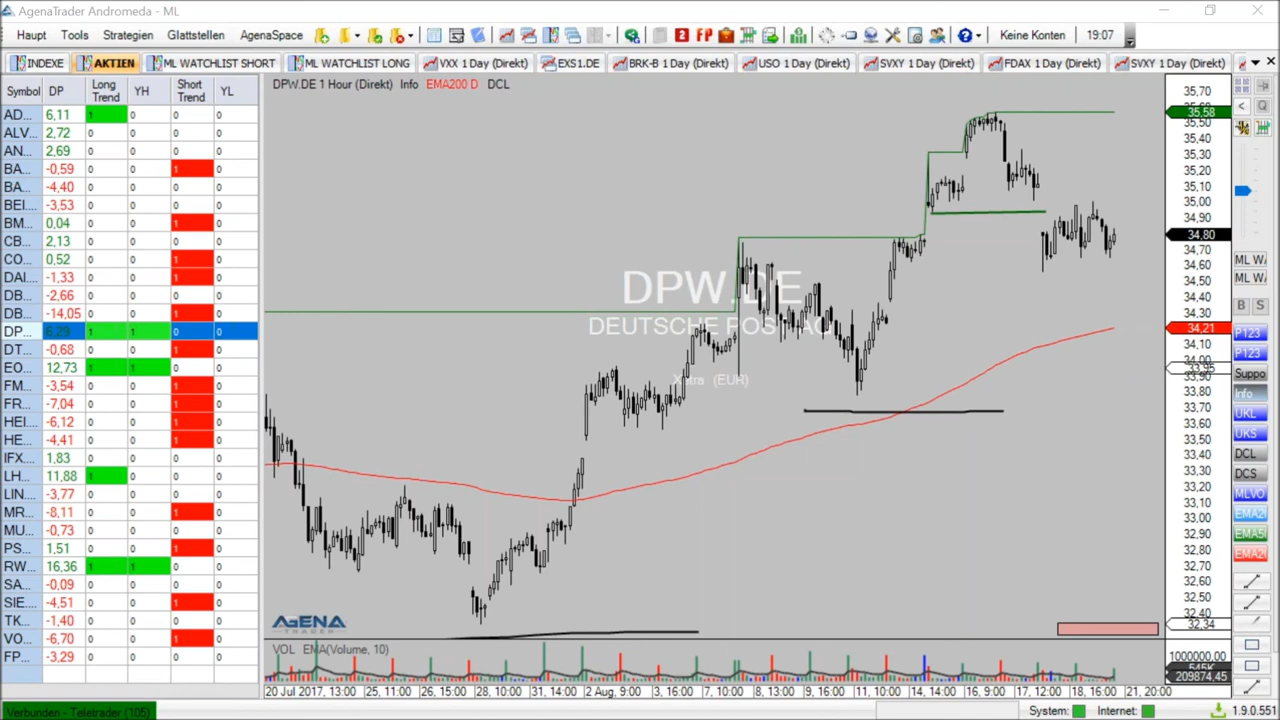 AgenaTrader Andromeda - ML
Haupt Tools Strategien Glattstellen AgenaSpace Keine Konten 19:07
INDEXE AKTIEN ML WATCHLIST SHORT ML WATCHLIST LONG VXX 1 Day (Direkt) EXS1.DE BRK-B 1 Day (Direkt) USO 1 Day (Direkt) SVXY 1 Day (Direkt) FDAX 1 Day (Direkt) SVXY 1 Day (Direkt)
Symbol DP Long Trend YH Short Trend YL
AD... 6,11 1 0 0 0
ALV... 2,72 0 0 0 0
AN... 2,69 0 0 0 0
BA... -0,59 0 0 1 0
BA... -4,40 0 0 0 0
BEI... -3,53 0 0 0 0
BM... 0,04 0 0 1 0
CB... 2,13 0 0 0 0
CO... 0,52 0 0 1 0
DAI... -1,33 0 0 1 0
DB... -2,66 0 0 0 0
DB... -14,05 0 0 1 0
DP... 6,29 1 1 0 0
DT... -0,68 0 0 1 0
EO... 12,73 1 1 0 0
FM... -3,54 0 0 1 0
FR... -7,04 0 0 1 0
HEI... -6,12 0 0 1 0
HE... -4,41 0 0 1 0
IFX... 1,83 0 0 0 0
LH... 11,88 1 0 0 0
LIN... -3,77 0 0 0 0
MR... -8,11 0 0 1 0
MU... -0,73 0 0 0 0
PS... 1,51 0 0 1 0
RW... 16,36 1 1 0 0
SA... -0,09 0 0 0 0
SIE... -4,51 0 0 1 0
TK... -1,40 0 0 0 0
VO... -6,70 0 0 1 0
FP... -3,29 0 0 0 0
DPW.DE 1 Hour (Direkt) Info EMA200 D DCL
DPW.DE
DEUTSCHE POST AG
Xetra (EUR)
AGENA
TRADER
35,70
35,58
35,50
35,40
35,30
35,20
35,10
35,00
34,90
34,80
34,70
34,60
34,50
34,40
34,30
34,21
34,10
34,00
33,95
33,90
33,80
33,70
33,60
33,50
33,40
33,30
33,20
33,10
33,00
32,90
32,80
32,70
32,60
32,50
32,40
32,34
ML WA
ML WA
B S
P123
P123
Suppo
Info
UKL
UKS
DCL
DCS
MLVO
EMA2
EMA5
EMA2
VOL EMA(Volume, 10)
1000000,00
545K
209874,45
20 Jul 2017, 13:00 25, 11:00 26, 15:00 28, 10:00 31, 14:00 2 Aug, 9:00 3, 16:00 7, 10:00 8, 13:00 9, 16:00 11, 10:00 14, 14:00 16, 9:00 17, 12:00 18, 16:00 21, 20:00
Verbunden - Teletrader (105) System: Internet: 1.9.0.551